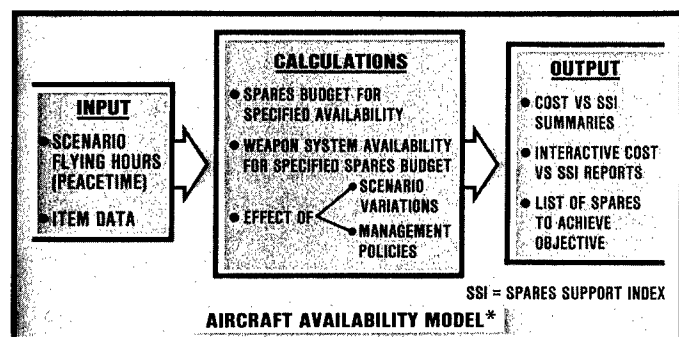 INPUT
● SCENARIO
FLYING HOURS
(PEACETIME)
● ITEM DATA
CALCULATIONS
● SPARES BUDGET FOR
SPECIFIED AVAILABILITY
● WEAPON SYSTEM AVAILABILITY
FOR SPECIFIED SPARES BUDGET
● EFFECT OF
● SCENARIO
VARIATIONS
● MANAGEMENT
POLICIES
OUTPUT
● COST VS SSI
SUMMARIES
● INTERACTIVE COST
VS SSI REPORTS
● LIST OF SPARES
TO ACHIEVE
OBJECTIVE
SSI = SPARES SUPPORT INDEX
AIRCRAFT AVAILABILITY MODEL*